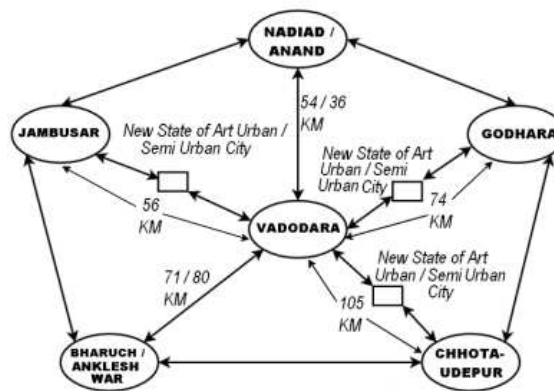 NADIAD /
ANAND
54 / 36
KM
New State of Art Urban /
Semi Urban City
JAMBUSAR
GODHARA
New State of Art
Urban / Semi
Urban City
56
KM
74
KM
VADODARA
New State of Art
Urban / Semi Urban
City
71 / 80
KM
105
KM
BHARUCH /
ANKLESH
WAR
CHHOTA-
UDEPUR